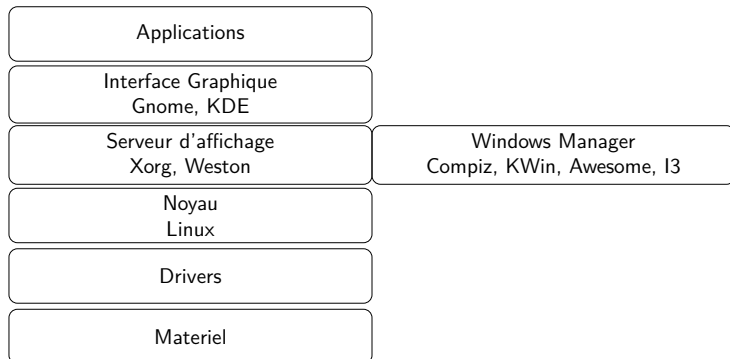 Applications
Interface Graphique
Gnome, KDE
Serveur d'affichage
Xorg, Weston
Windows Manager
Compiz, KWin, Awesome, I3
Noyau
Linux
Drivers
Materiel